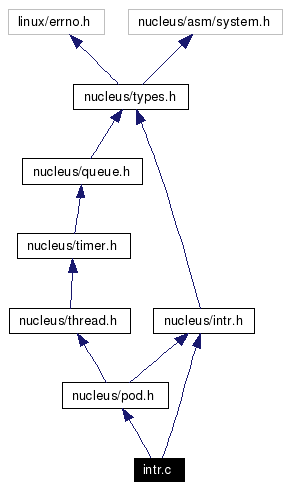 linux/errno.h nucleus/asm/system.h
nucleus/types.h
nucleus/queue.h
nucleus/timer.h
nucleus/thread.h nucleus/intr.h
nucleus/pod.h
intr.c